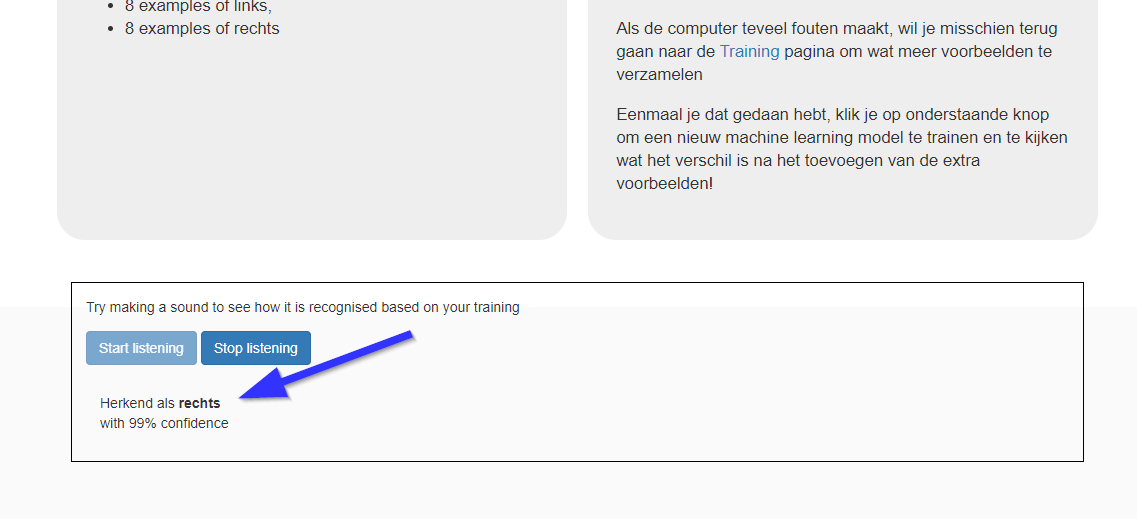 8 examples of links,
8 examples of rechts
Als de computer teveel fouten maakt, wil je misschien terug
gaan naar de Training pagina om wat meer voorbeelden te
verzamelen
Eenmaal je dat gedaan hebt, klik je op onderstaande knop
om een nieuw machine learning model te trainen en te kijken
wat het verschil is na het toevoegen van de extra
voorbeelden!
Try making a sound to see how it is recognised based on your training
Start listening Stop listening
Herkend als rechts
with 99% confidence